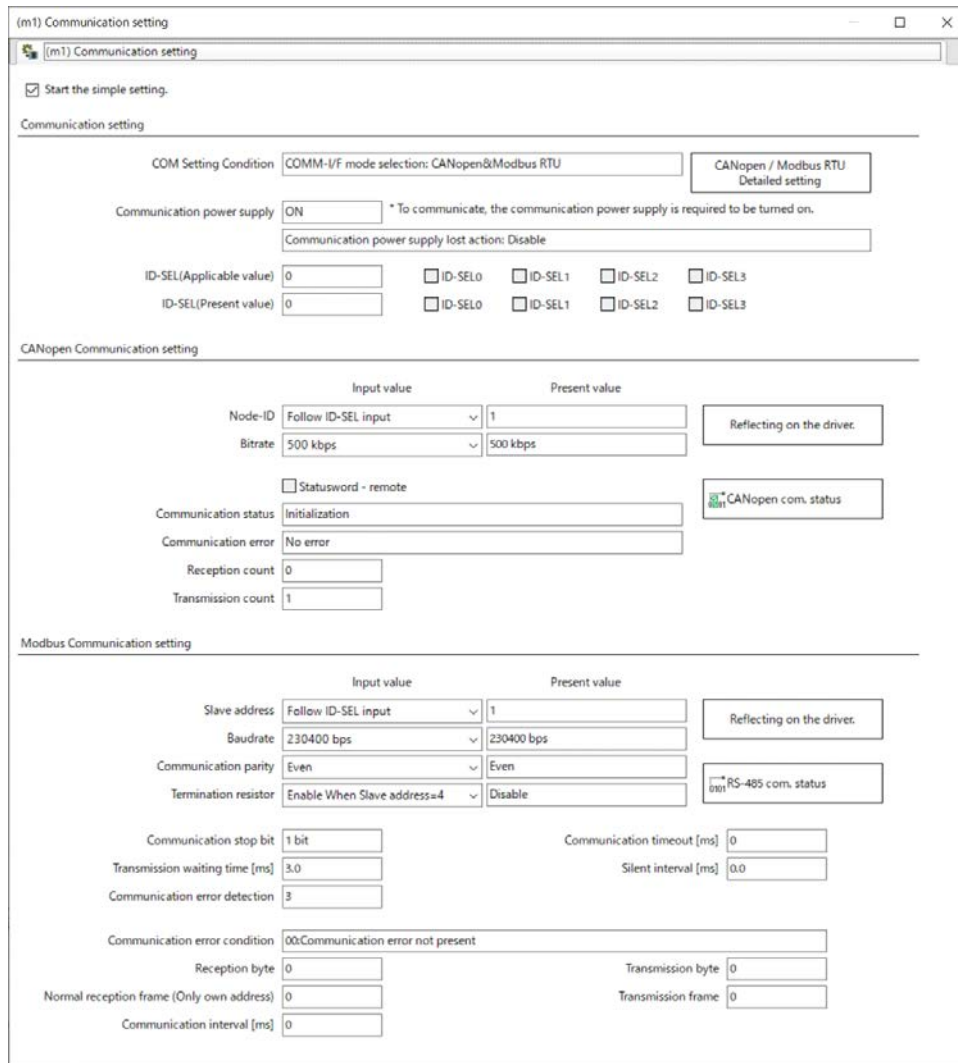 (m1) Communication setting
(m1) Communication setting
Start the simple setting.
Communication setting
COM Setting Condition COMM-I/F mode selection: CANopen&Modbus RTU CANopen / Modbus RTU
Detailed setting
Communication power supply ON * To communicate, the communication power supply is required to be turned on.
Communication power supply lost action: Disable
ID-SEL(Applicable value) 0 ID-SEL0 ID-SEL1 ID-SEL2 ID-SEL3
ID-SEL(Present value) 0 ID-SEL0 ID-SEL1 ID-SEL2 ID-SEL3
CANopen Communication setting
Input value Present value
Node-ID Follow ID-SEL input 1 Reflecting on the driver.
Bitrate 500 kbps 500 kbps
Statusword - remote
CANopen com. status
Communication status Initialization
Communication error No error
Reception count 0
Transmission count 1
Modbus Communication setting
Input value Present value
Slave address Follow ID-SEL input 1 Reflecting on the driver.
Baudrate 230400 bps 230400 bps
Communication parity Even Even
0101 RS-485 com. status
Termination resistor Enable When Slave address=4 Disable
Communication stop bit 1 bit Communication timeout [ms] 0
Transmission waiting time [ms] 3.0 Silent interval [ms] 0.0
Communication error detection 3
Communication error condition 00:Communication error not present
Reception byte 0 Transmission byte 0
Normal reception frame (Only own address) 0 Transmission frame 0
Communication interval [ms] 0